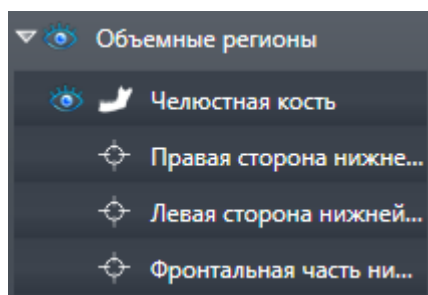 Объемные регионы
Челюстная кость
Правая сторона нижне...
Левая сторона нижней...
Фронтальная часть ни...